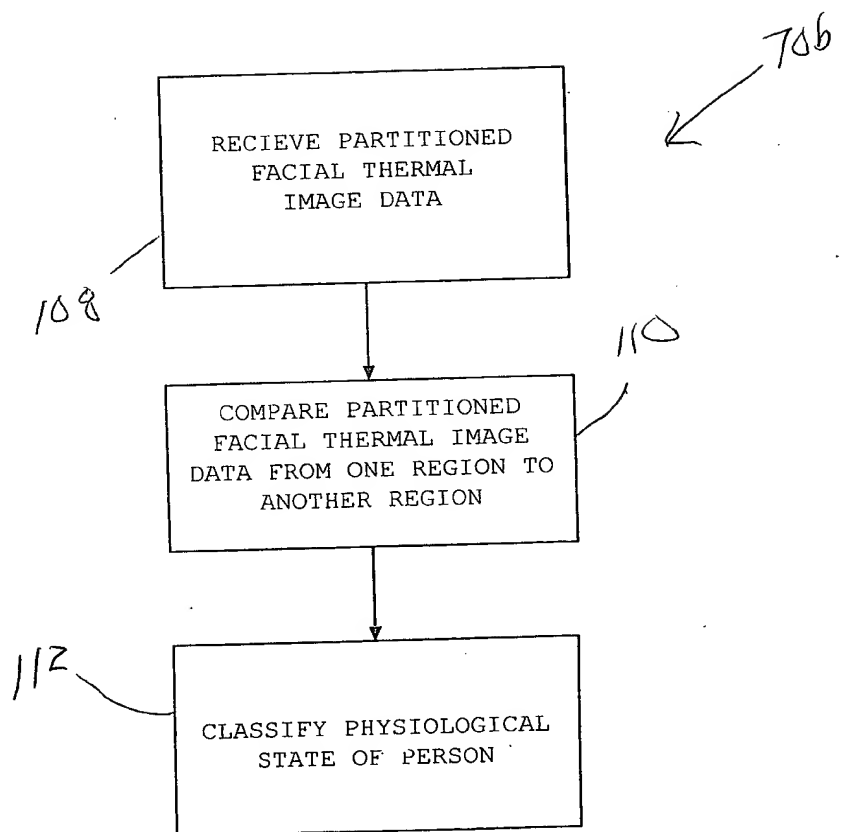 706
RECIEVE PARTITIONED
FACIAL THERMAL
IMAGE DATA
108
110
COMPARE PARTITIONED
FACIAL THERMAL IMAGE
DATA FROM ONE REGION TO
ANOTHER REGION
112
CLASSIFY PHYSIOLOGICAL
STATE OF PERSON